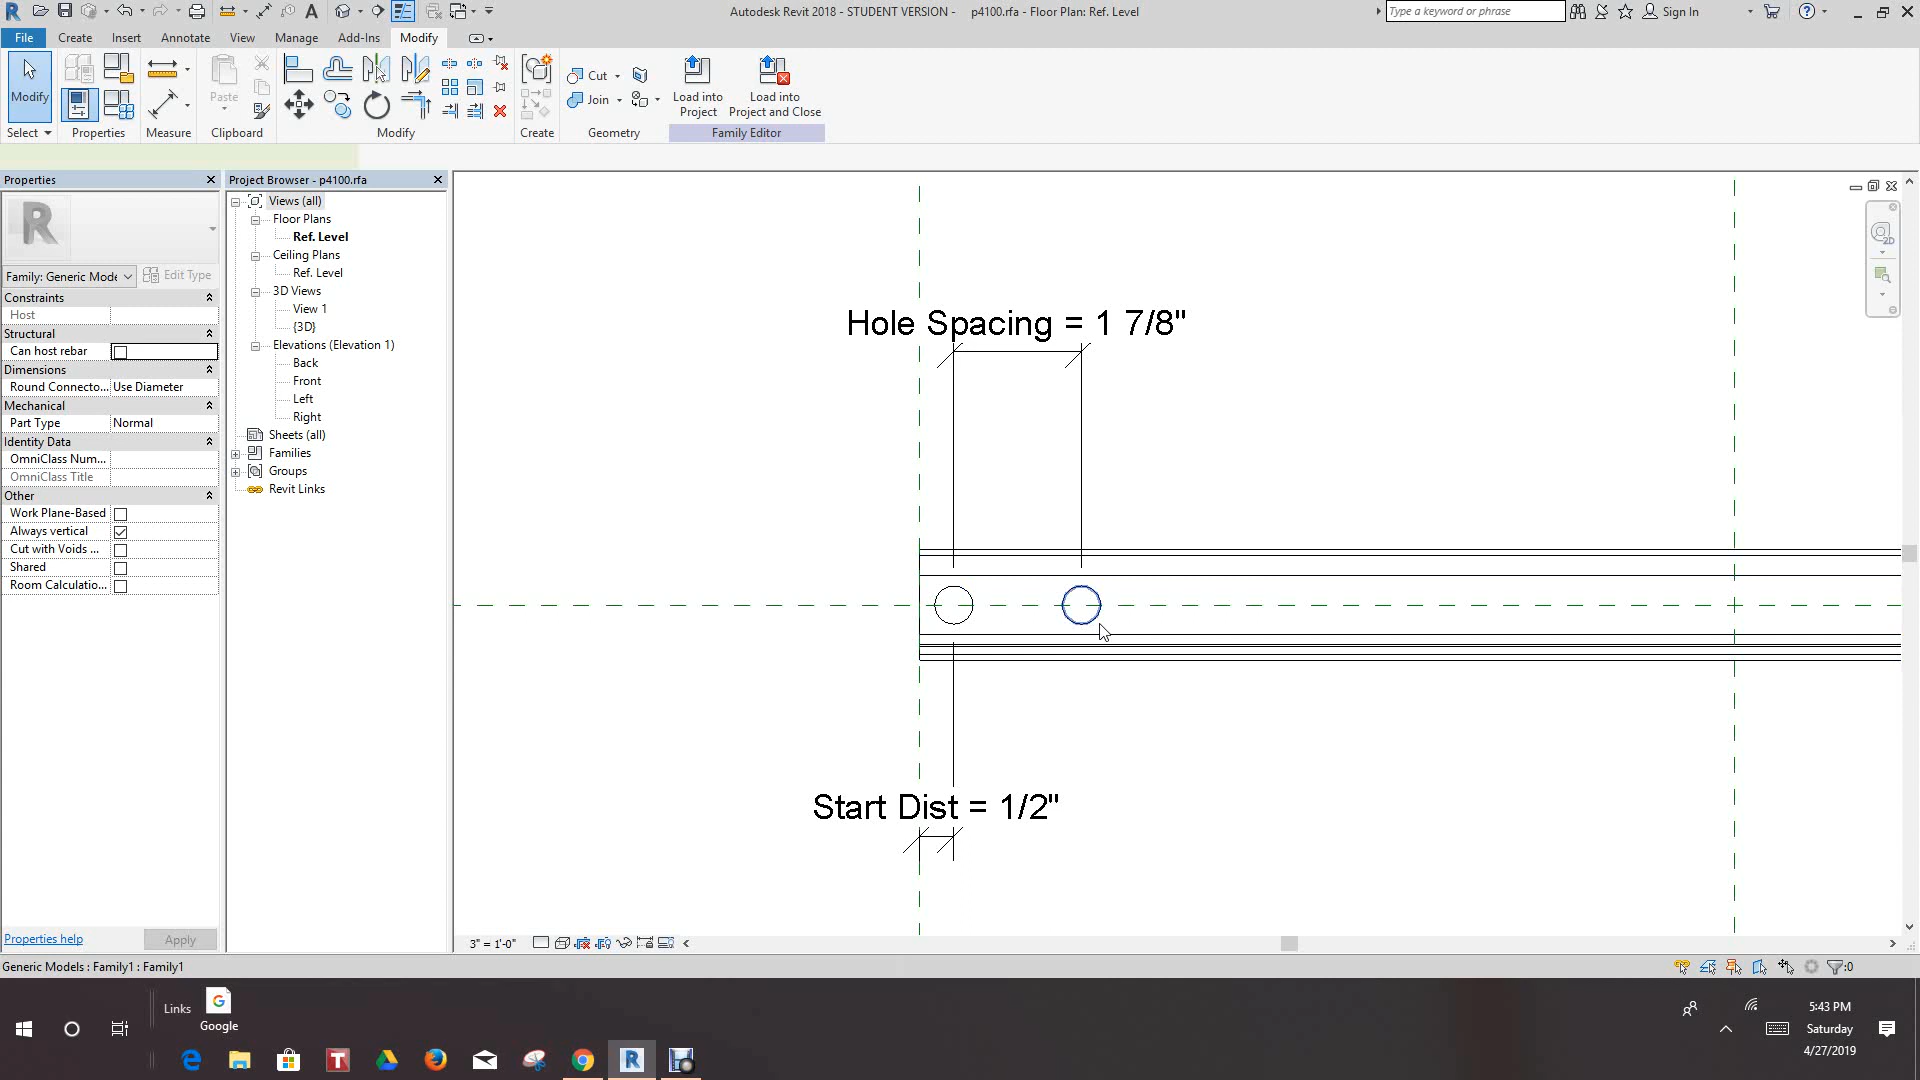 Autodesk Revit 2018 - STUDENT VERSION - p4100.rfa - Floor Plan: Ref. Level
Type a keyword or phrase
Sign In
File Create Insert Annotate View Manage Add-Ins Modify
Modify
Paste
Cut
Join
Load into Project
Load into Project and Close
Select Properties Measure Clipboard Modify Create Geometry Family Editor
Properties
Family: Generic Mode
Edit Type
Constraints
Host
Structural
Can host rebar
Dimensions
Round Connecto... Use Diameter
Mechanical
Part Type Normal
Identity Data
OmniClass Num...
OmniClass Title
Other
Work Plane-Based
Always vertical
Cut with Voids ...
Shared
Room Calculatio...
Properties help
Apply
Project Browser - p4100.rfa
Views (all)
Floor Plans
Ref. Level
Ceiling Plans
Ref. Level
3D Views
View 1
{3D}
Elevations (Elevation 1)
Back
Front
Left
Right
Sheets (all)
Families
Groups
Revit Links
2D
Hole Spacing = 1 7/8"
Start Dist = 1/2"
3" = 1'-0"
Generic Models : Family1 : Family1
:0
Links
Google
5:43 PM
Saturday
4/27/2019